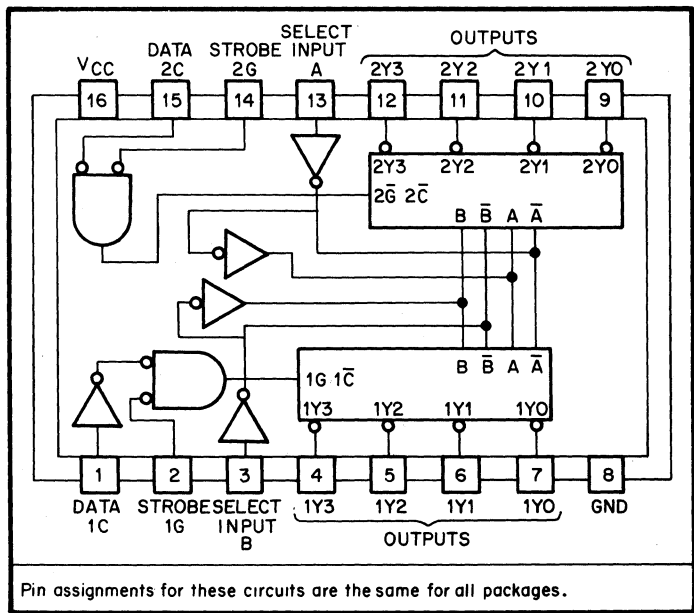 SELECT
DATA STROBE INPUT OUTPUTS
VCC 2C 2G A 2Y3 2Y2 2Y1 2Y0
16 15 14 13 12 11 10 9
2Y3 2Y2 2Y1 2Y0
2G̅ 2C̅
B B̅ A A̅
B B̅ A A̅
1G 1C̅
1Y3 1Y2 1Y1 1Y0
1 2 3 4 5 6 7 8
DATA STROBE SELECT 1Y3 1Y2 1Y1 1Y0 GND
1C 1G INPUT
B OUTPUTS
Pin assignments for these circuits are the same for all packages.